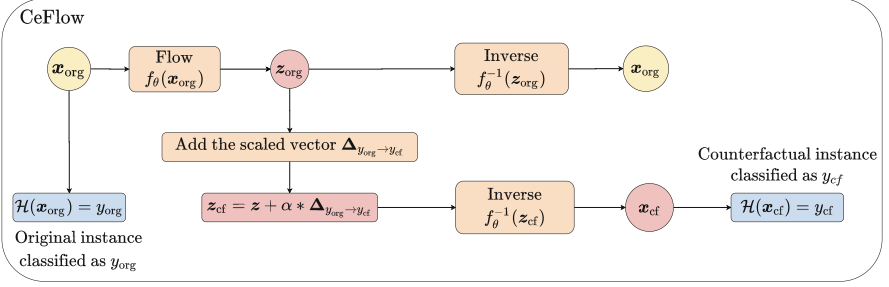 CeFlow
𝒙_org
Flow
f_θ(𝒙_org)
𝒛_org
Inverse
f_θ^{-1}(𝒛_org)
𝒙_org
Add the scaled vector 𝚫_{y_org→y_cf}
ℋ(𝒙_org) = y_org
Original instance
classified as y_org
𝒛_cf = 𝒛 + α * 𝚫_{y_org→y_cf}
Inverse
f_θ^{-1}(𝒛_cf)
𝒙_cf
Counterfactual instance
classified as y_cf
ℋ(𝒙_cf) = y_cf